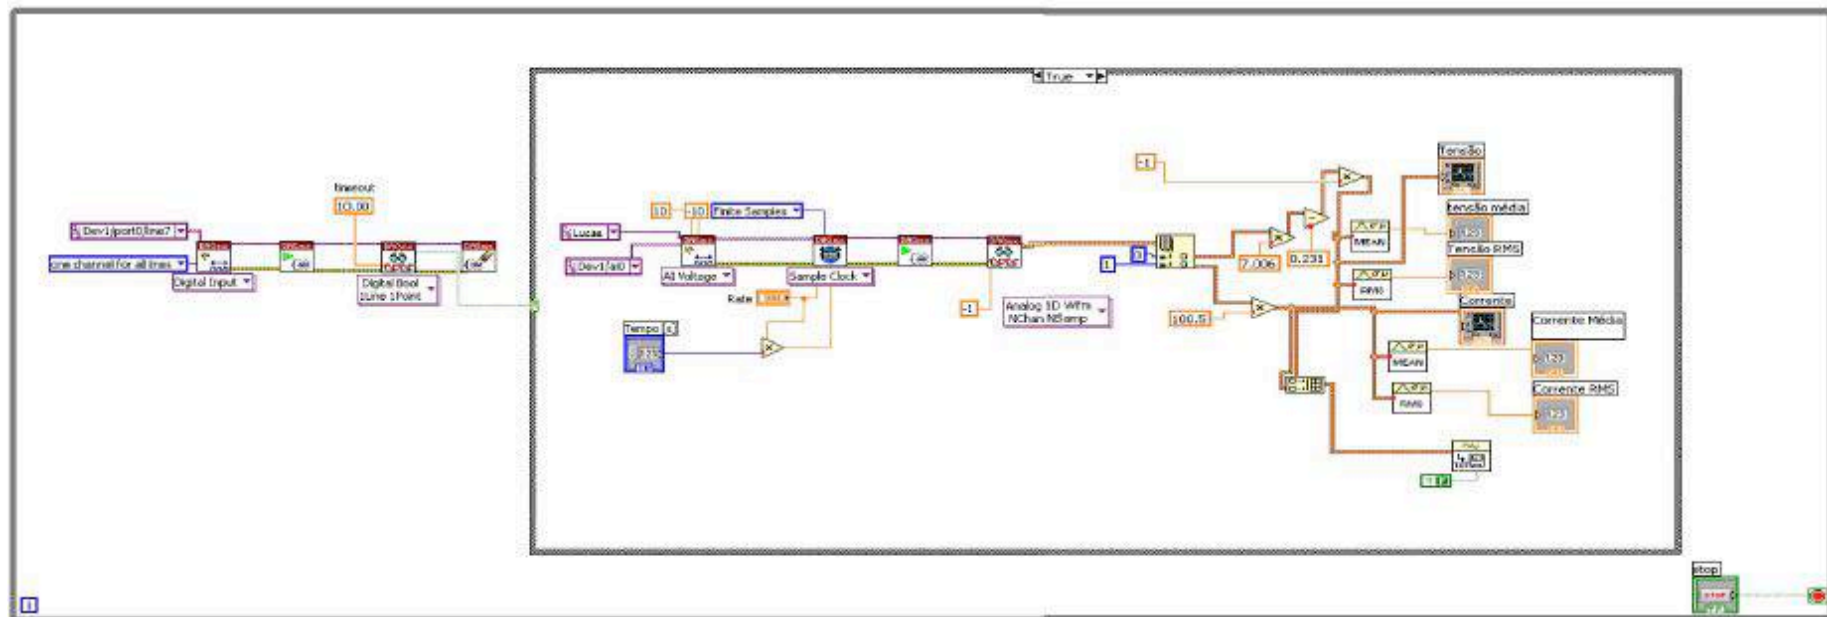 True
timeout
10.00
Dev1/port0/line7
one channel for all lines
Digital Input
Digital Bool
1Line 1Point
10
-10
Finite Samples
Lucas
Dev1/ai0
AI Voltage
Sample Clock
Rate
Tempo (s)
-1
Analog 1D Wfm
NChan NSamp
1
0
-1
7.006
0.231
100.5
MEAN
RMS
MEAN
RMS
Tensão
tensão média
Tensão RMS
Corrente
Corrente Média
Corrente RMS
stop
STOP
i